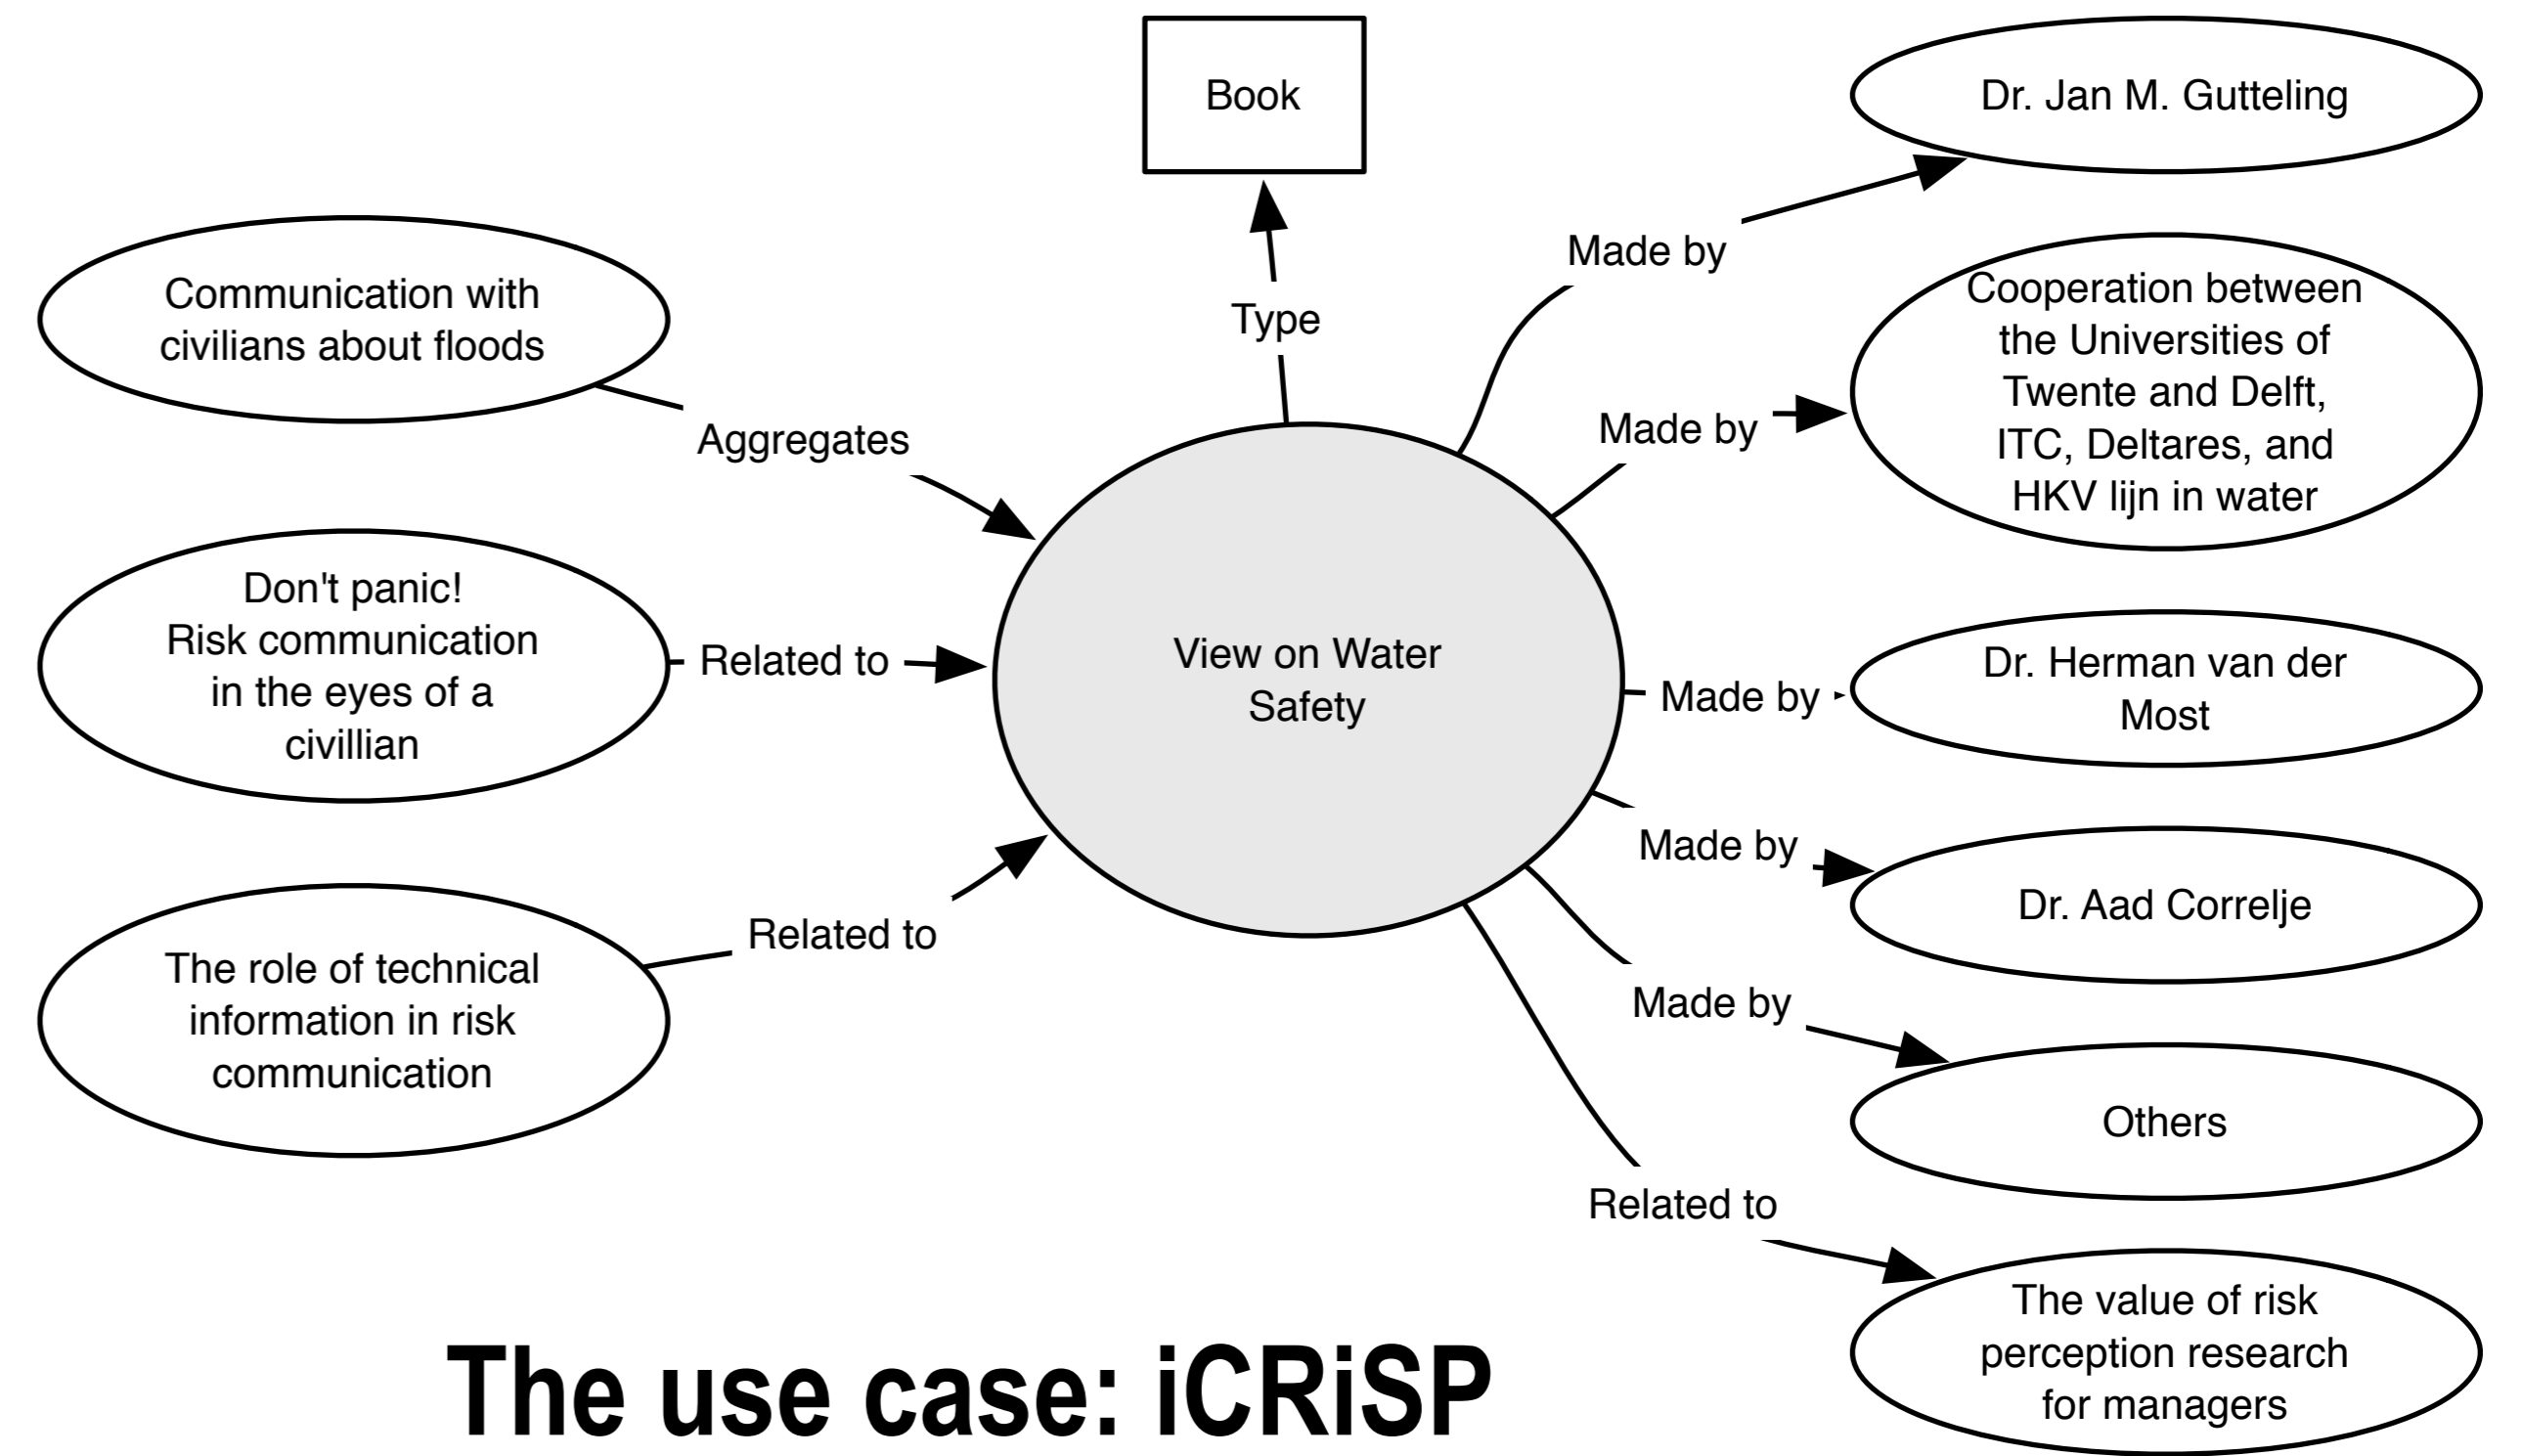 Book
Dr. Jan M. Gutteling
Made by
Communication with
civilians about floods
Type
Cooperation between
the Universities of
Twente and Delft,
ITC, Deltares, and
HKV lijn in water
Made by
Aggregates
Don't panic!
Risk communication
in the eyes of a
civillian
Related to
View on Water
Safety
Made by
Dr. Herman van der
Most
Made by
Dr. Aad Correlje
Related to
The role of technical
information in risk
communication
Made by
Others
Related to
The value of risk
perception research
for managers
The use case: iCRiSP